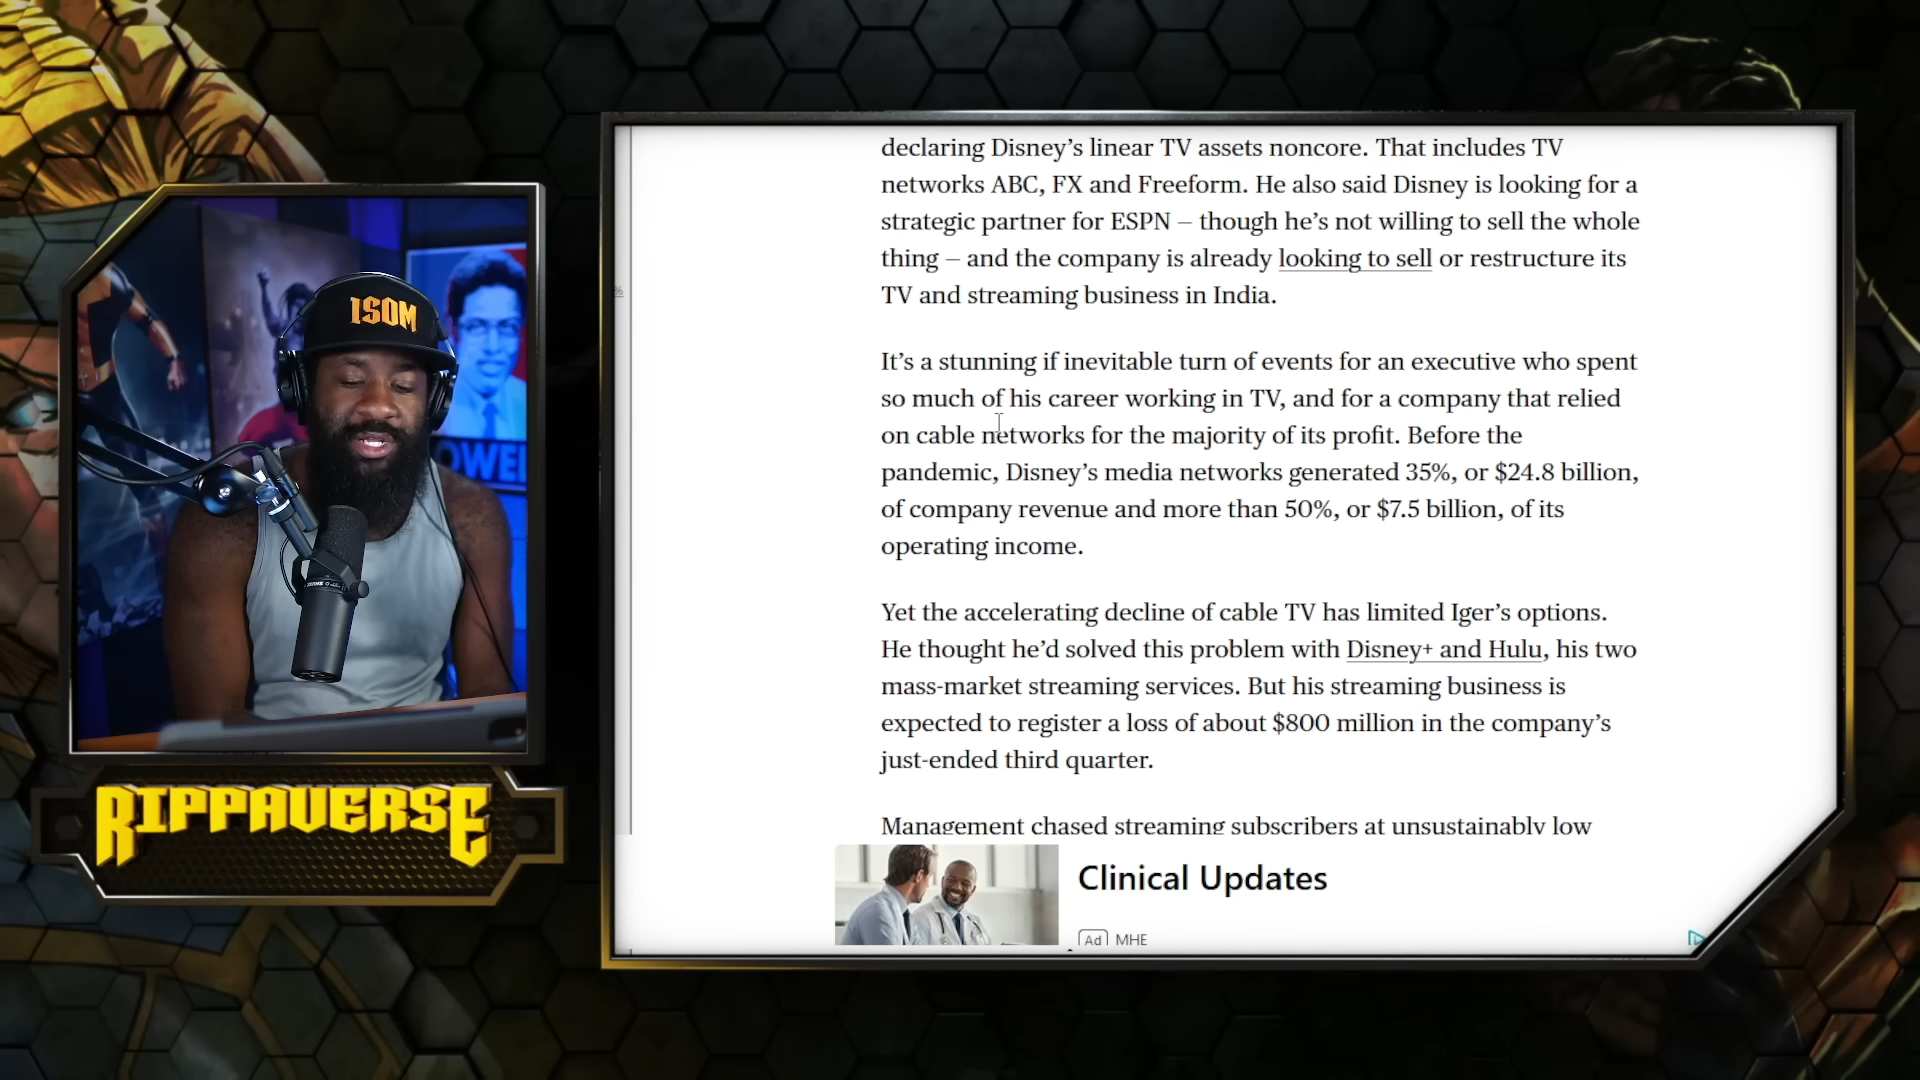 declaring Disney's linear TV assets noncore. That includes TV
networks ABC, FX and Freeform. He also said Disney is looking for a
strategic partner for ESPN – though he's not willing to sell the whole
thing – and the company is already looking to sell or restructure its
TV and streaming business in India.
It's a stunning if inevitable turn of events for an executive who spent
so much of his career working in TV, and for a company that relied
on cable networks for the majority of its profit. Before the
pandemic, Disney's media networks generated 35%, or $24.8 billion,
of company revenue and more than 50%, or $7.5 billion, of its
operating income.
Yet the accelerating decline of cable TV has limited Iger's options.
He thought he'd solved this problem with Disney+ and Hulu, his two
mass-market streaming services. But his streaming business is
expected to register a loss of about $800 million in the company's
just-ended third quarter.
Management chased streaming subscribers at unsustainably low
Clinical Updates
Ad MHE
%
ISOM
OWEL
RIPPAVERSE